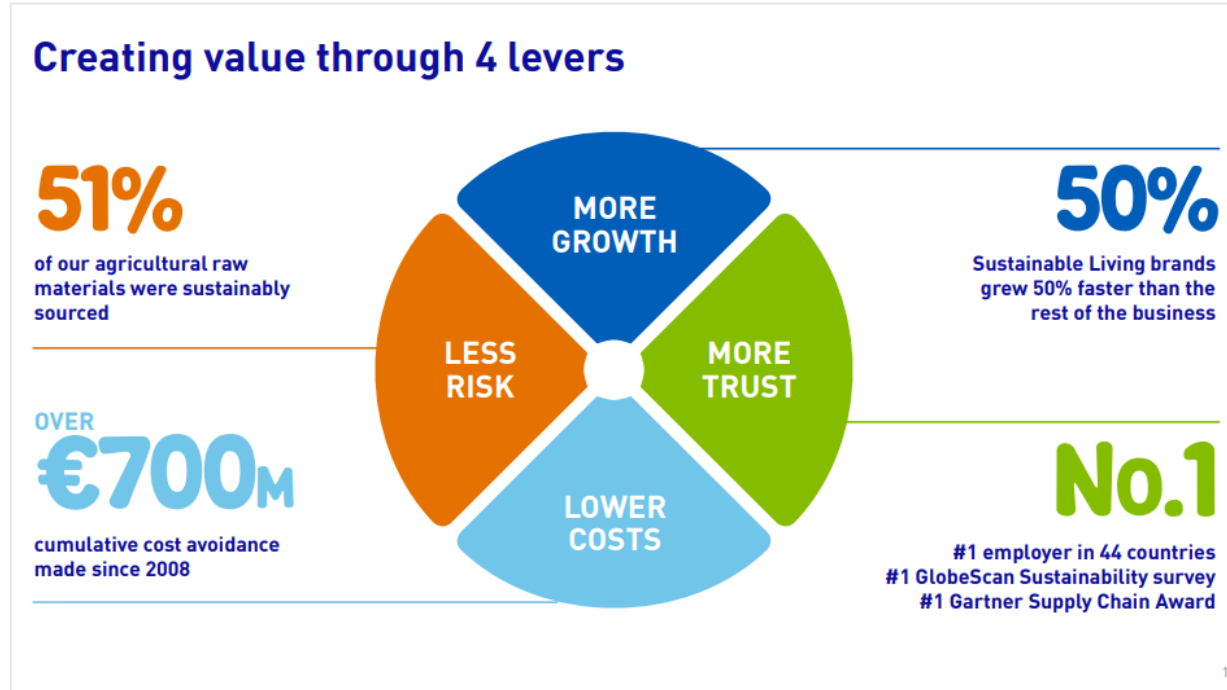 Creating value through 4 levers
51%
of our agricultural raw
materials were sustainably
sourced
OVER
€700M
cumulative cost avoidance
made since 2008
MORE
GROWTH
LESS
RISK
MORE
TRUST
LOWER
COSTS
50%
Sustainable Living brands
grew 50% faster than the
rest of the business
No.1
#1 employer in 44 countries
#1 GlobeScan Sustainability survey
#1 Gartner Supply Chain Award